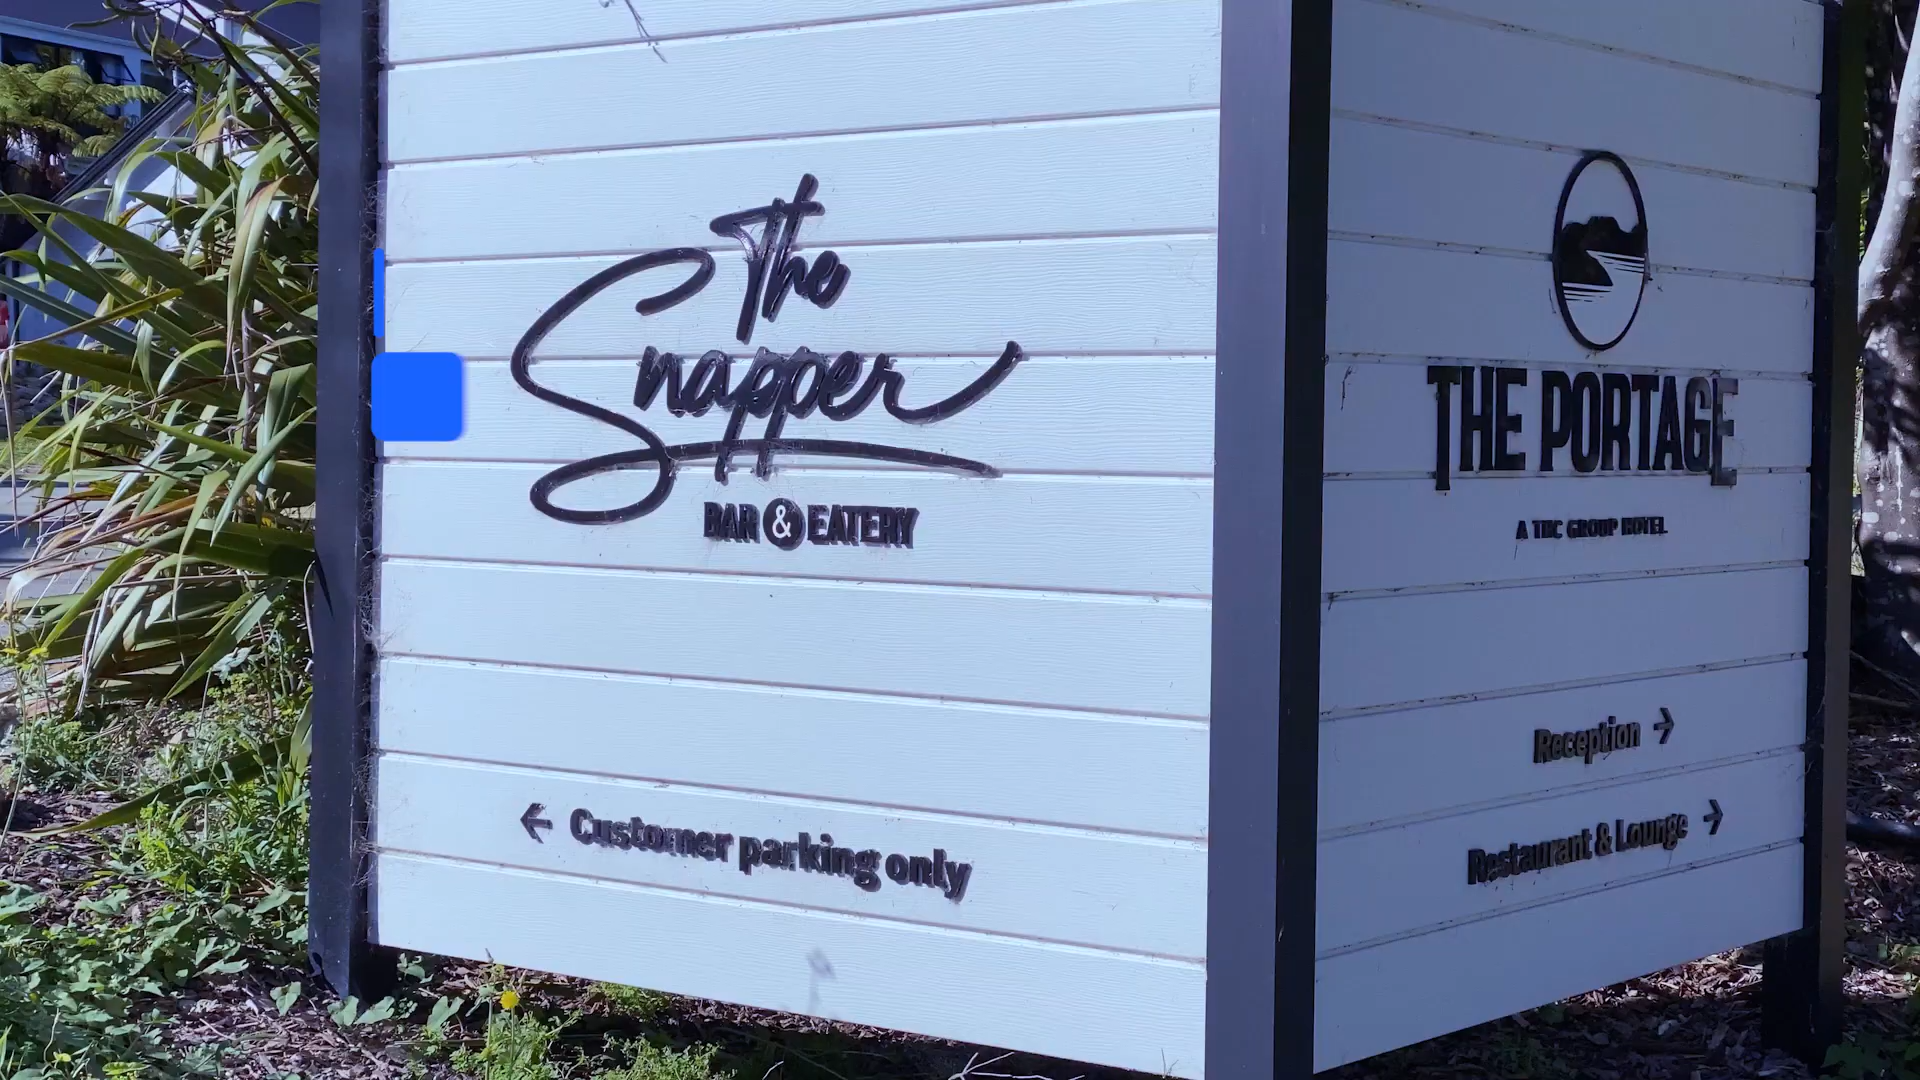 The
Snapper
BAR & EATERY
← Customer parking only
THE PORTAGE
A THC GROUP HOTEL
Reception →
Restaurant & Lounge →